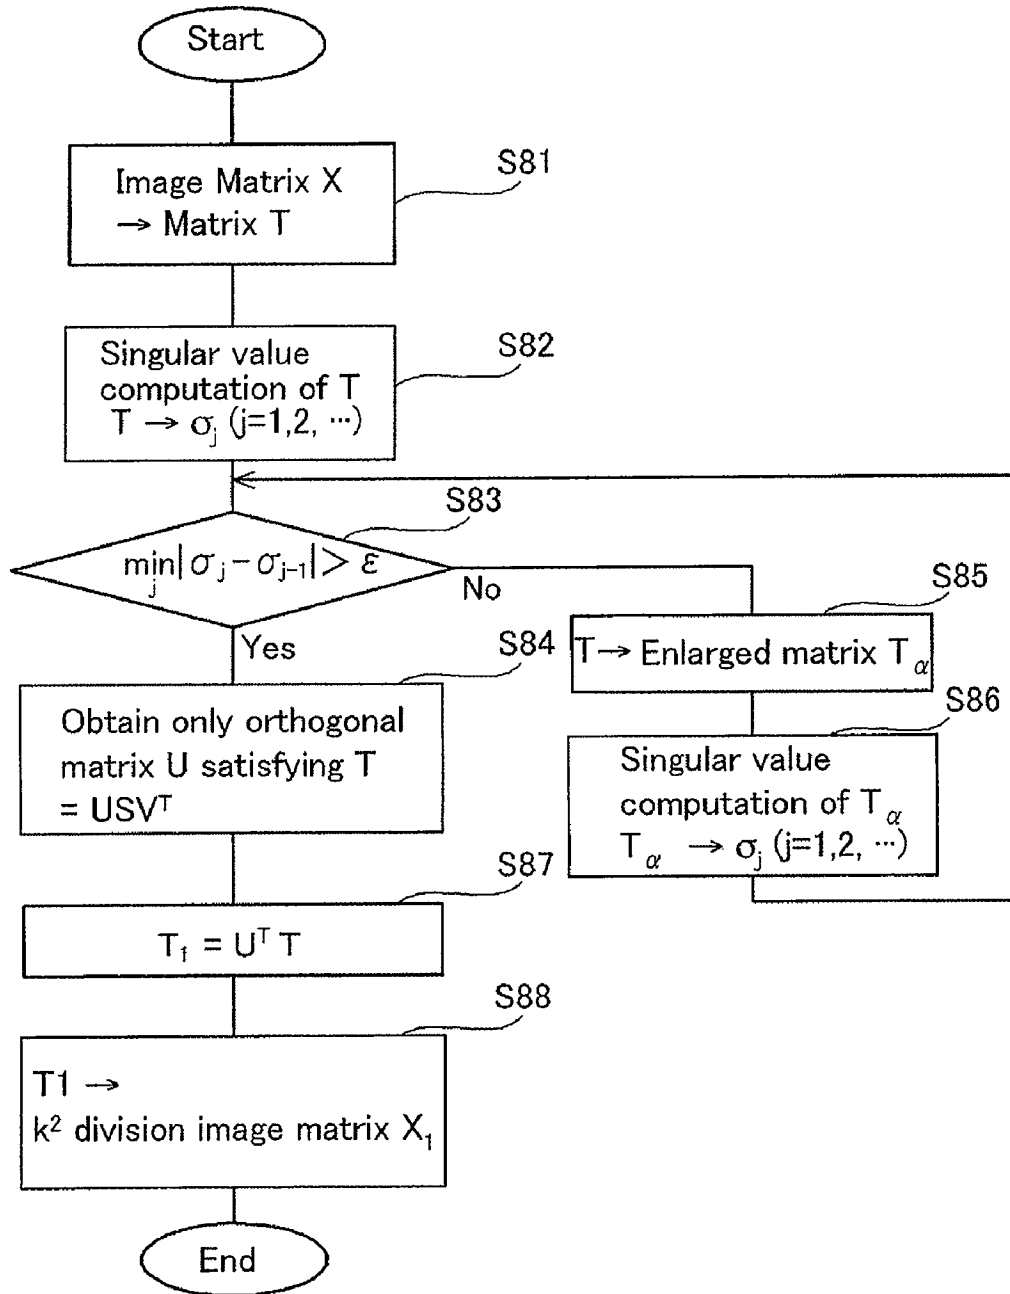 Start
S81
Image Matrix X
→ Matrix T
S82
Singular value
computation of T
T → σj (j=1,2, ···)
S83
min|σj−σj-1|> ε
j
No
Yes
S85
T→ Enlarged matrix Tα
S84
Obtain only orthogonal
matrix U satisfying T
= USVᵀ
S86
Singular value
computation of Tα
Tα → σj (j=1,2, ···)
S87
T₁ = Uᵀ T
S88
T1 →
k² division image matrix X₁
End